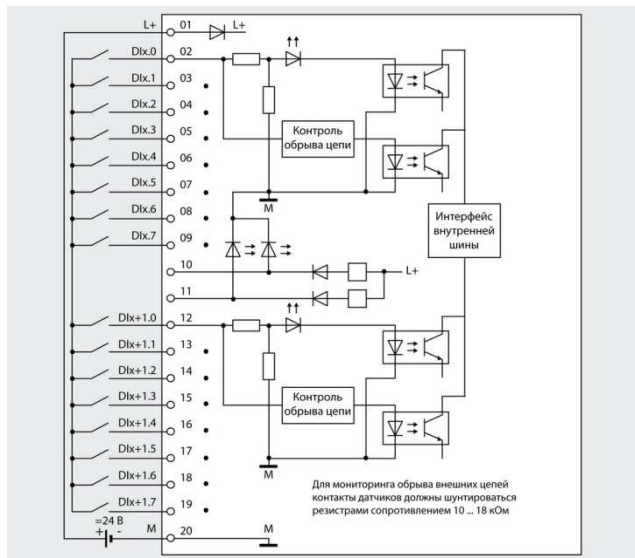 L+ 01 L+
DIx.0 02
DIx.1 03
DIx.2 04
DIx.3 05
DIx.4 06
DIx.5 07
DIx.6 08
DIx.7 09
Контроль
обрыва цепи
M
Интерфейс
внутренней
шины
10 L+
11
DIx+1.0 12
DIx+1.1 13
DIx+1.2 14
DIx+1.3 15
DIx+1.4 16
DIx+1.5 17
DIx+1.6 18
DIx+1.7 19
Контроль
обрыва цепи
M
Для мониторинга обрыва внешних цепей
контакты датчиков должны шунтироваться
резистрами сопротивлением 10 ... 18 кОм
=24 В
+ - M 20 M